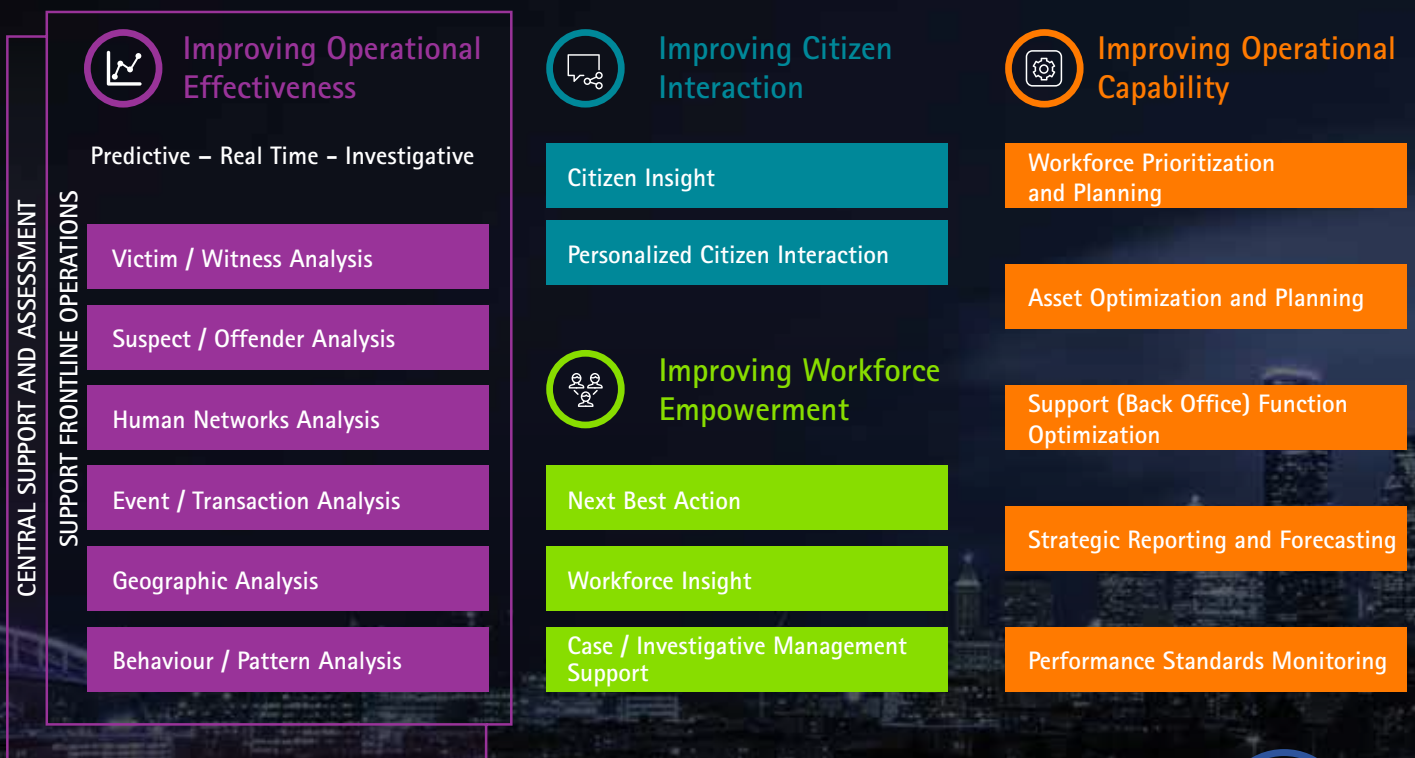 CENTRAL SUPPORT AND ASSESSMENT
SUPPORT FRONTLINE OPERATIONS
Improving Operational
Effectiveness
Predictive – Real Time - Investigative
Victim / Witness Analysis
Suspect / Offender Analysis
Human Networks Analysis
Event / Transaction Analysis
Geographic Analysis
Behaviour / Pattern Analysis
Improving Citizen
Interaction
Citizen Insight
Personalized Citizen Interaction
Improving Workforce
Empowerment
Next Best Action
Workforce Insight
Case / Investigative Management
Support
Improving Operational
Capability
Workforce Prioritization
and Planning
Asset Optimization and Planning
Support (Back Office) Function
Optimization
Strategic Reporting and Forecasting
Performance Standards Monitoring